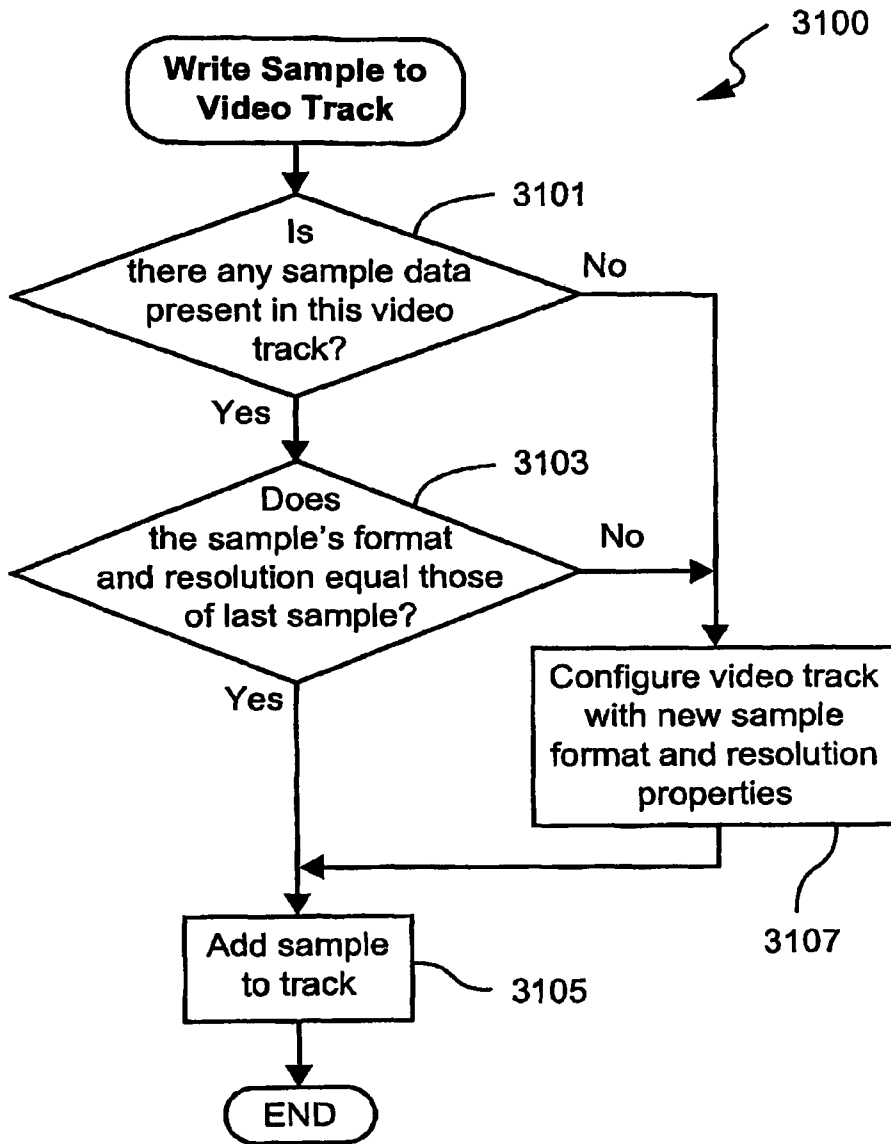 3100
Write Sample to
Video Track
3101
Is
there any sample data
present in this video
track?
No
Yes
3103
Does
the sample's format
and resolution equal those
of last sample?
No
Yes
Configure video track
with new sample
format and resolution
properties
3107
Add sample
to track
3105
END